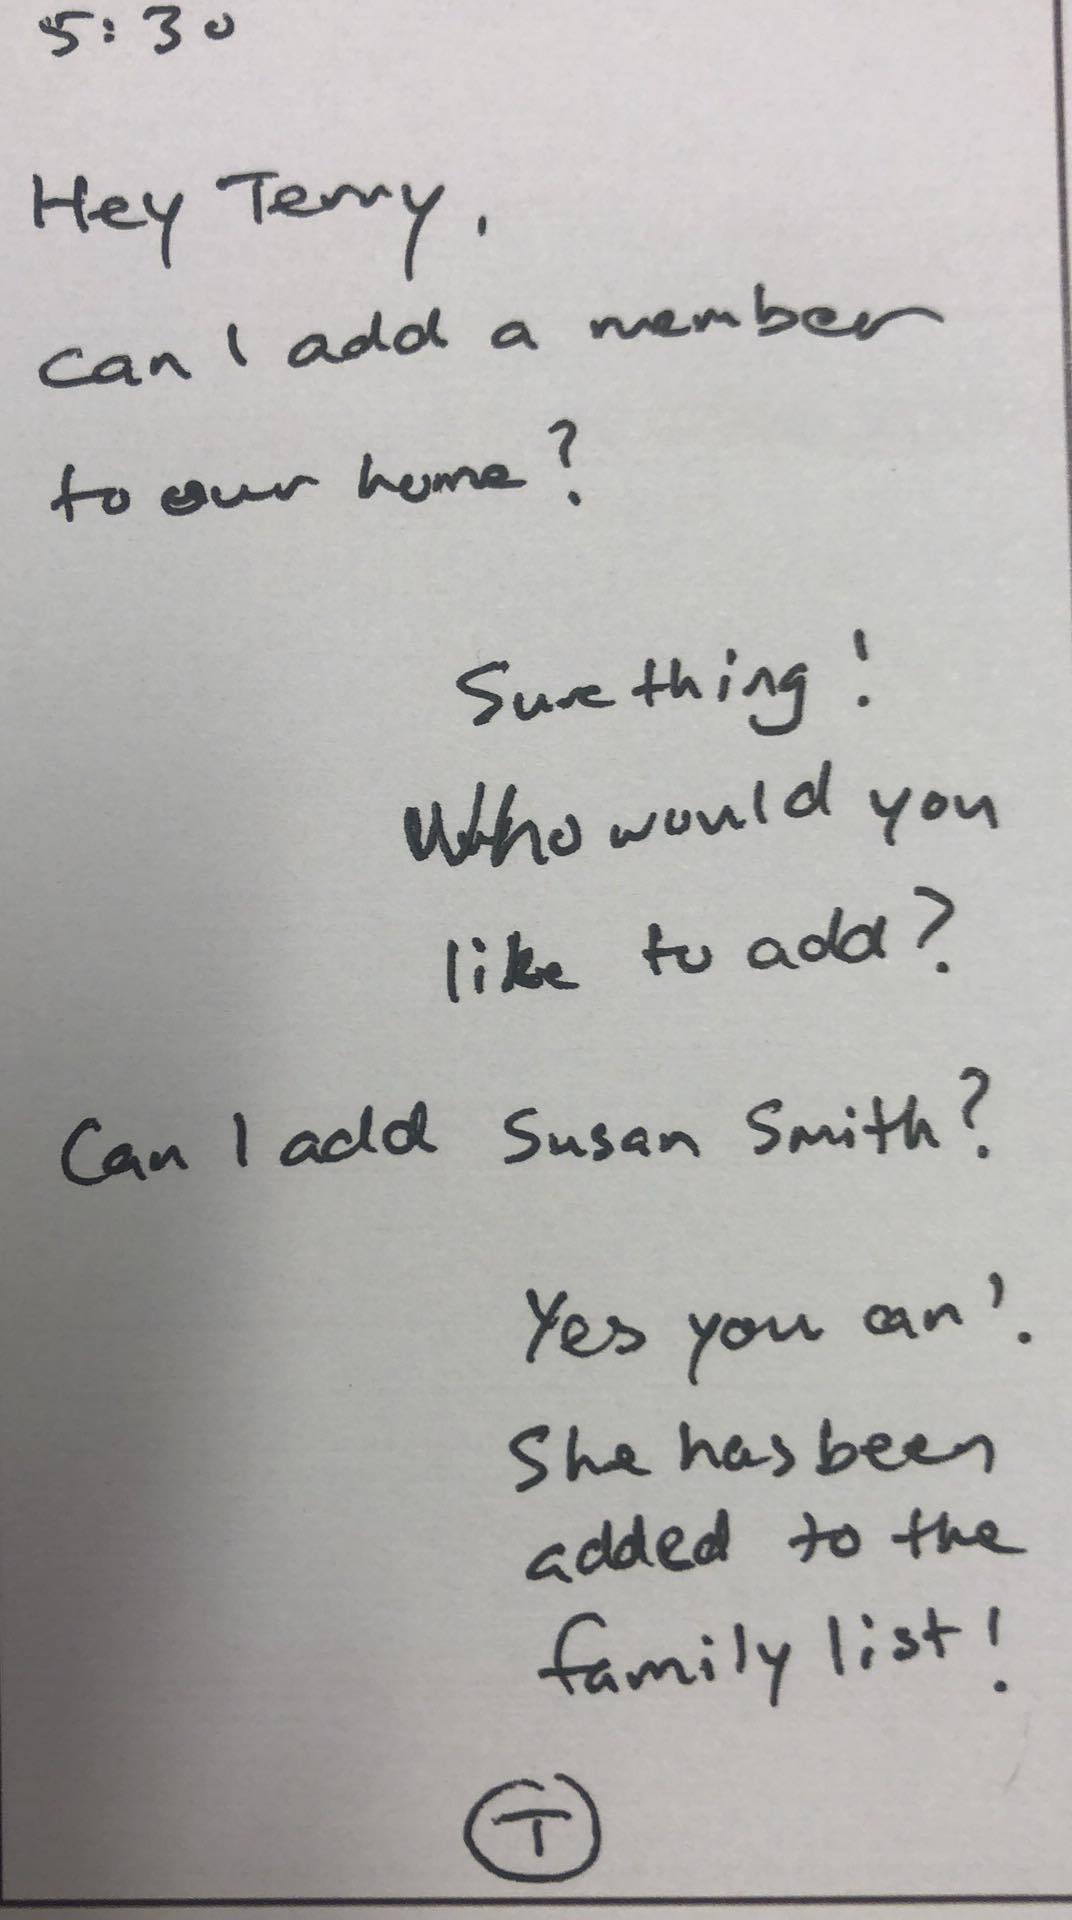 5:30
Hey Terry,
can I add a member
to our home?
Sure thing!
Who would you
like to add?
Can I add Susan Smith?
Yes you can!
She has been
added to the
family list!
T